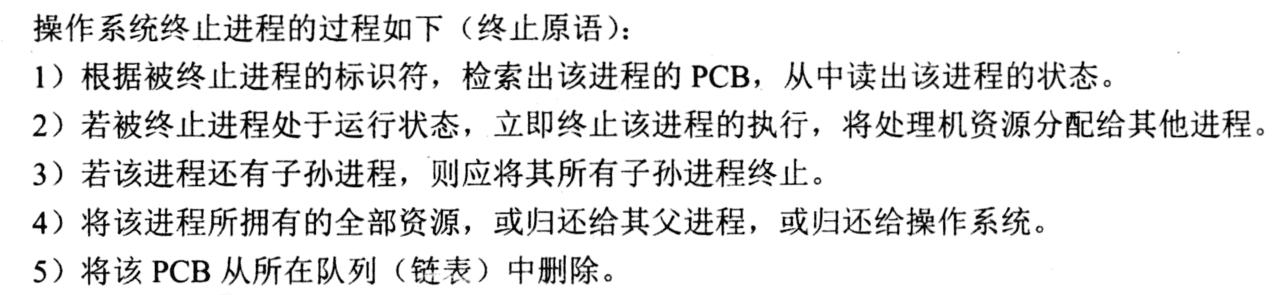 操作系统终止进程的过程如下（终止原语）：
1）根据被终止进程的标识符，检索出该进程的 PCB，从中读出该进程的状态。
2）若被终止进程处于运行状态，立即终止该进程的执行，将处理机资源分配给其他进程。
3）若该进程还有子孙进程，则应将其所有子孙进程终止。
4）将该进程所拥有的全部资源，或归还给其父进程，或归还给操作系统。
5）将该 PCB 从所在队列（链表）中删除。